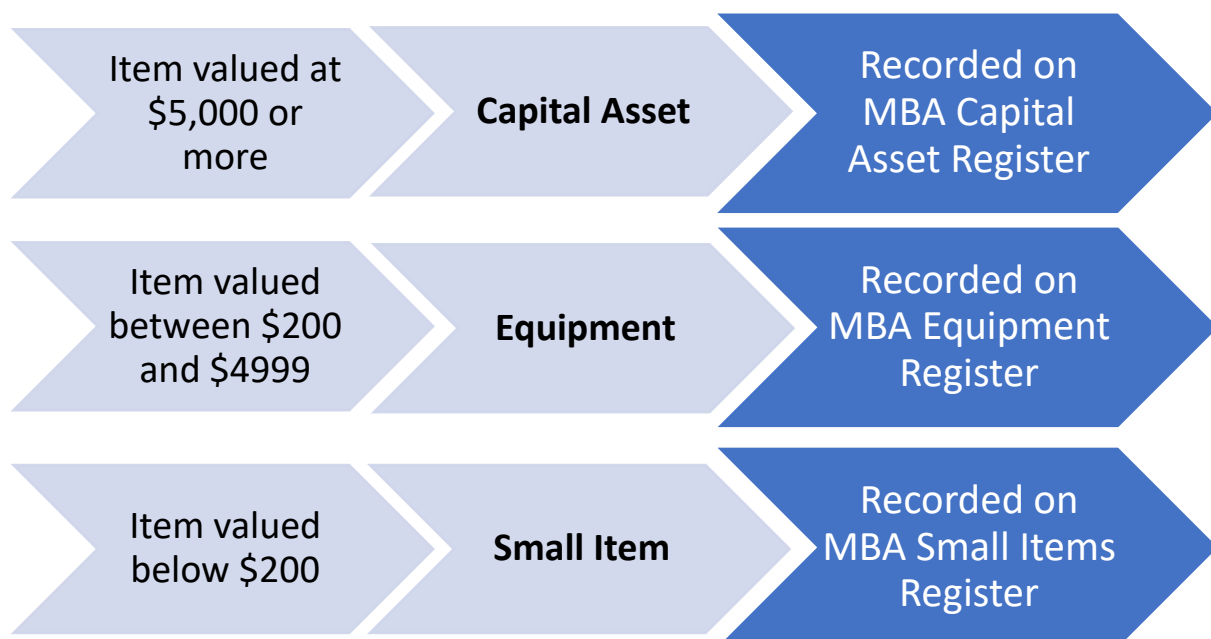 Item valued at
$5,000 or
more
Capital Asset
Recorded on
MBA Capital
Asset Register
Item valued
between $200
and $4999
Equipment
Recorded on
MBA Equipment
Register
Item valued
below $200
Small Item
Recorded on
MBA Small Items
Register